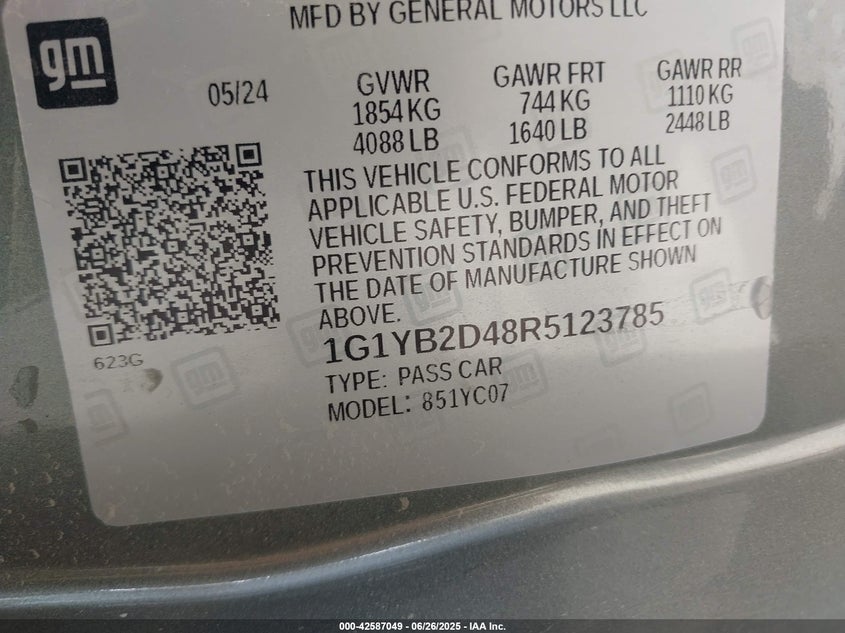 MFD BY GENERAL MOTORS LLC
gm
05/24
GVWR
1854 KG
4088 LB
GAWR FRT
744 KG
1640 LB
GAWR RR
1110 KG
2448 LB
THIS VEHICLE CONFORMS TO ALL
APPLICABLE U.S. FEDERAL MOTOR
VEHICLE SAFETY, BUMPER, AND THEFT
PREVENTION STANDARDS IN EFFECT ON
THE DATE OF MANUFACTURE SHOWN
ABOVE.
623G
1G1YB2D48R5123785
TYPE: PASS CAR
MODEL: 851YC07
000-42587049 - 06/26/2025 - IAA Inc.